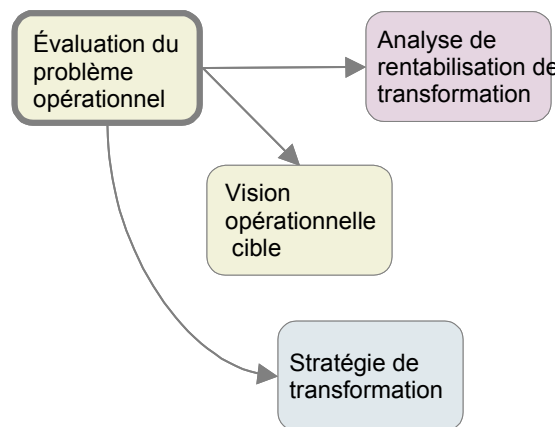 Évaluation du
problème
opérationnel
Analyse de
rentabilisation de
transformation
Vision
opérationnelle
cible
Stratégie de
transformation